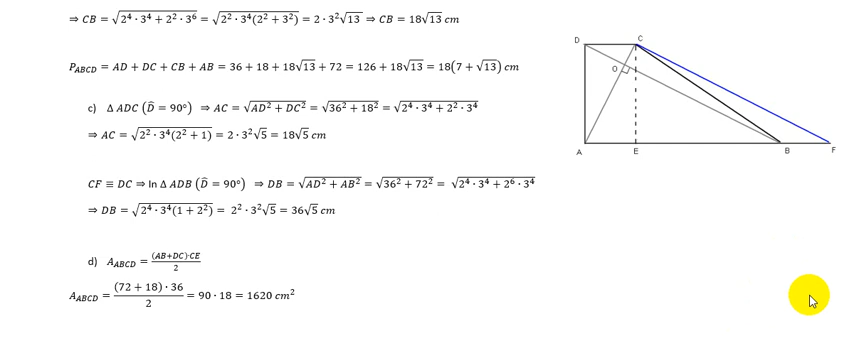 ⇒ CB = √(2⁴ · 3⁴ + 2² · 3⁶) = √(2² · 3⁴(2² + 3²)) = 2 · 3²√13 ⇒ CB = 18√13 cm
P_ABCD = AD + DC + CB + AB = 36 + 18 + 18√13 + 72 = 126 + 18√13 = 18(7 + √13) cm
c) Δ ADC (D̂ = 90°) ⇒ AC = √(AD² + DC²) = √(36² + 18²) = √(2⁴ · 3⁴ + 2² · 3⁴)
⇒ AC = √(2² · 3⁴(2² + 1)) = 2 · 3²√5 = 18√5 cm
CF ≡ DC ⇒ In Δ ADB (D̂ = 90°) ⇒ DB = √(AD² + AB²) = √(36² + 72²) = √(2⁴ · 3⁴ + 2⁶ · 3⁴)
⇒ DB = √(2⁴ · 3⁴(1 + 2²)) = 2² · 3²√5 = 36√5 cm
d) A_ABCD = (AB+DC)·CE / 2
A_ABCD = (72 + 18) · 36 / 2 = 90 · 18 = 1620 cm²
D C
O
A E B F